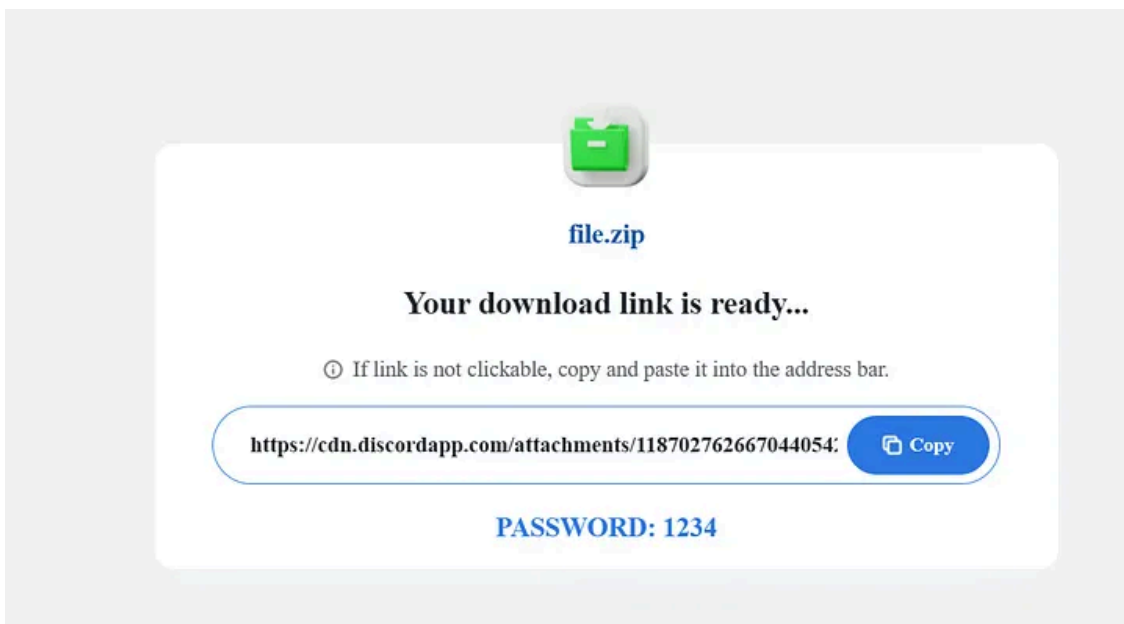 file.zip
Your download link is ready...
If link is not clickable, copy and paste it into the address bar.
https://cdn.discordapp.com/attachments/118702762667044054
Copy
PASSWORD: 1234